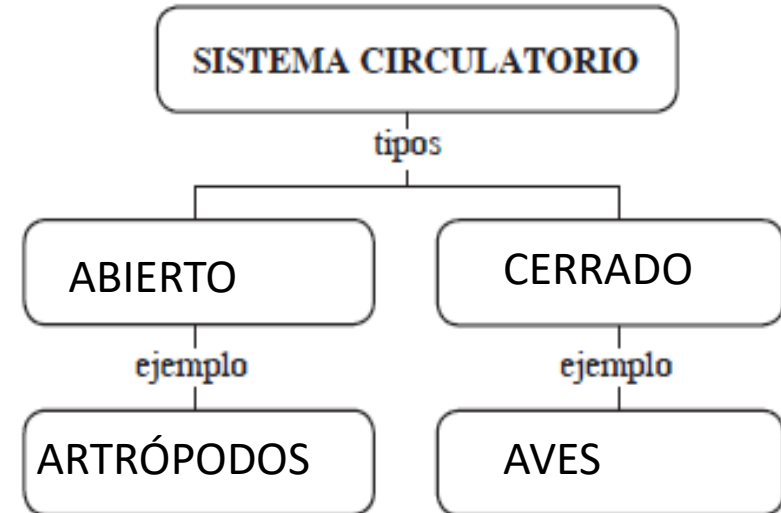 SISTEMA CIRCULATORIO
tipos
ABIERTO
CERRADO
ejemplo
ejemplo
ARTRÓPODOS
AVES